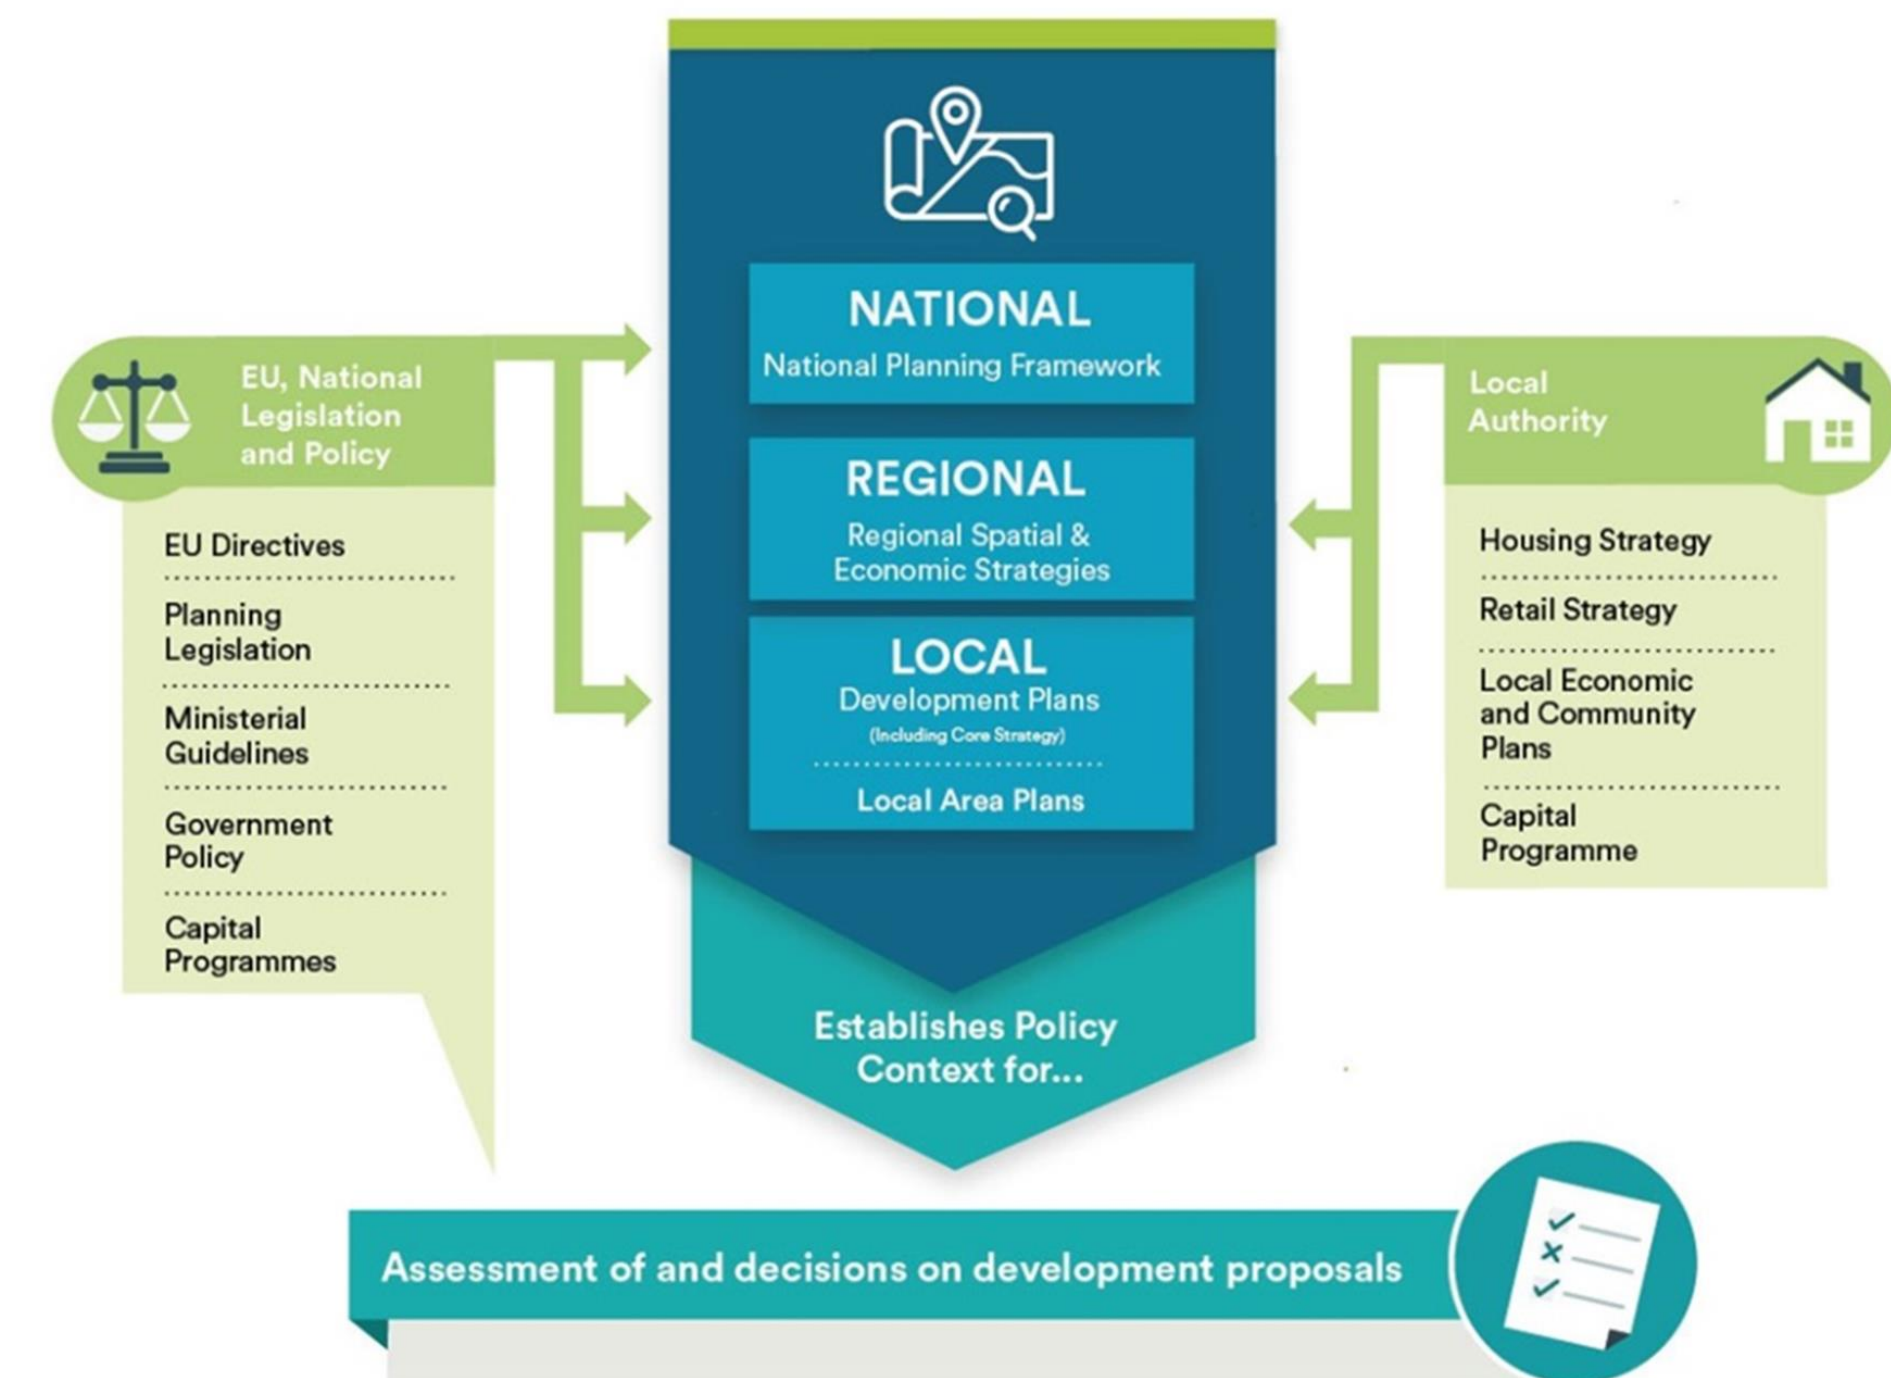 NATIONAL
National Planning Framework
REGIONAL
Regional Spatial &
Economic Strategies
LOCAL
Development Plans
(Including Core Strategy)
Local Area Plans
EU, National
Legislation
and Policy
EU Directives
Planning
Legislation
Ministerial
Guidelines
Government
Policy
Capital
Programmes
Local
Authority
Housing Strategy
Retail Strategy
Local Economic
and Community
Plans
Capital
Programme
Establishes Policy
Context for...
Assessment of and decisions on development proposals